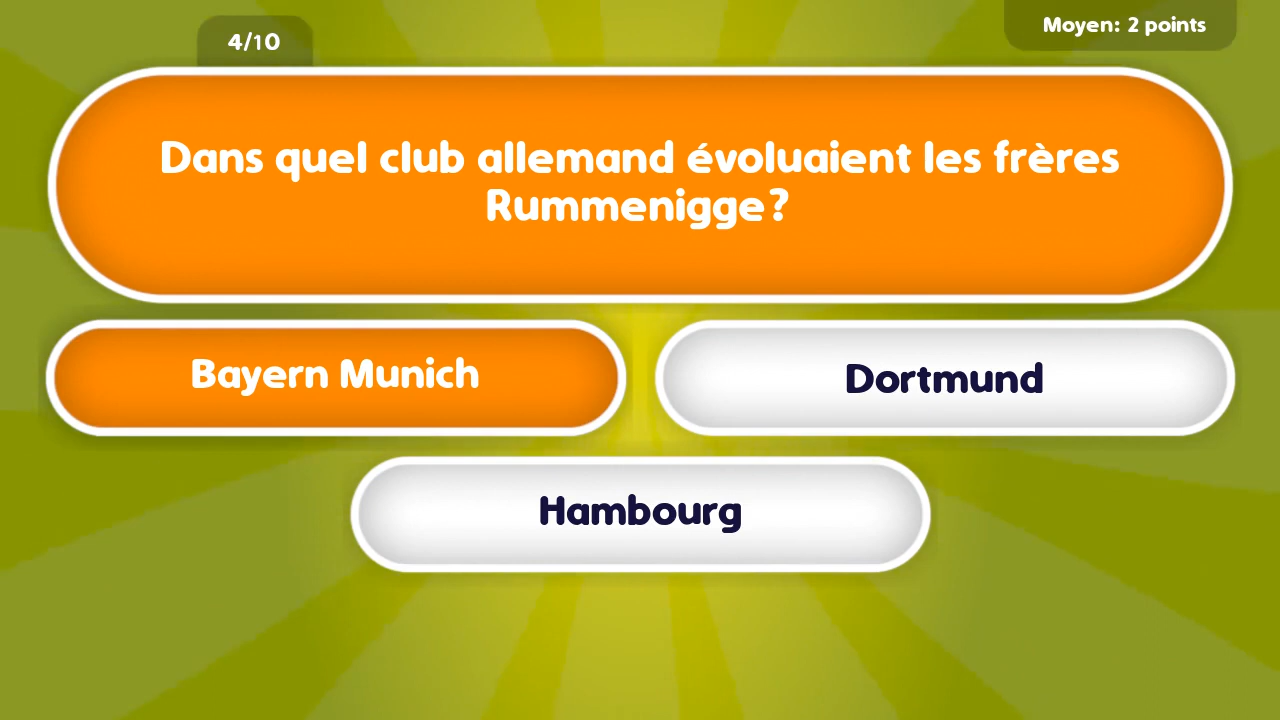 4/10
Moyen: 2 points
Dans quel club allemand évoluaient les frères
Rummenigge?
Bayern Munich
Dortmund
Hambourg